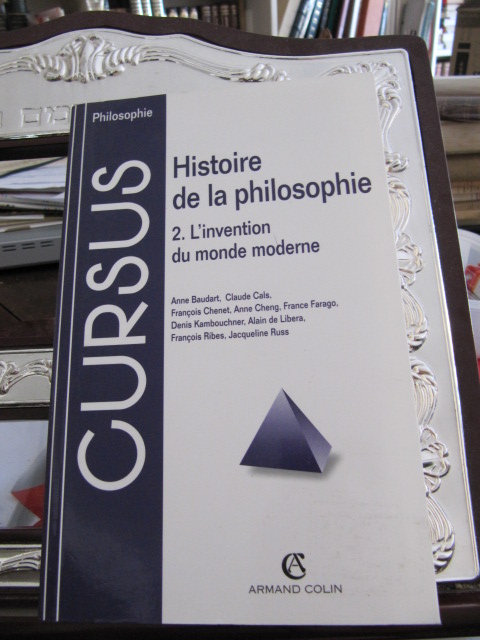 Philosophie
CURSUS
Histoire
de la philosophie
2. L'invention
du monde moderne
Anne Baudart, Claude Cals,
François Chenet, Anne Cheng, France Farago,
Denis Kambouchner, Alain de Libera,
François Ribes, Jacqueline Russ
AC
ARMAND COLIN